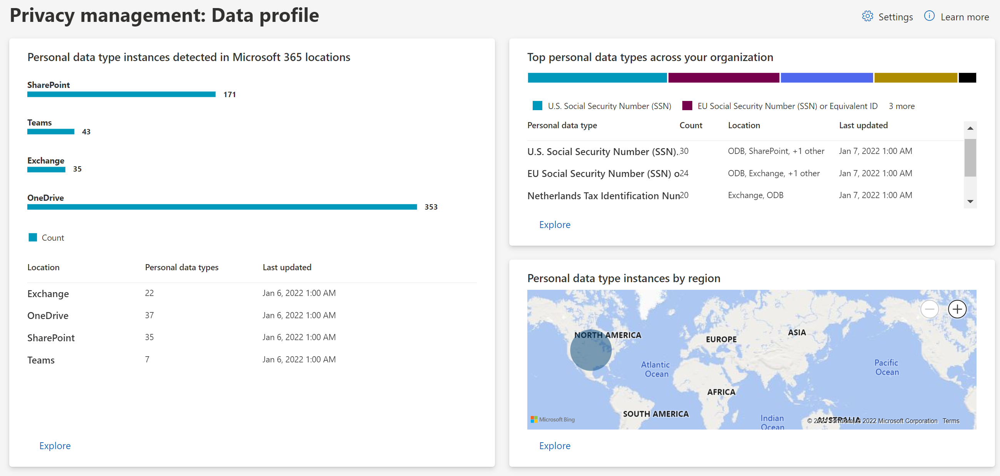 Privacy management: Data profile
Settings
Learn more
Personal data type instances detected in Microsoft 365 locations
SharePoint
171
Teams
43
Exchange
35
OneDrive
353
Count
Location Personal data types Last updated
Exchange 22 Jan 6, 2022 1:00 AM
OneDrive 37 Jan 6, 2022 1:00 AM
SharePoint 35 Jan 6, 2022 1:00 AM
Teams 7 Jan 6, 2022 1:00 AM
Explore
Top personal data types across your organization
U.S. Social Security Number (SSN) EU Social Security Number (SSN) or Equivalent ID 3 more
Personal data type Count Location Last updated
U.S. Social Security Number (SSN).. 30 ODB, SharePoint, +1 other Jan 7, 2022 1:00 AM
EU Social Security Number (SSN) o 24 ODB, Exchange, +1 other Jan 7, 2022 1:00 AM
Netherlands Tax Identification Nun 20 Exchange, ODB Jan 7, 2022 1:00 AM
Explore
Personal data type instances by region
NORTH AMERICA
EUROPE
ASIA
Atlantic
Ocean
Pacific
Ocean
AFRICA
SOUTH AMERICA
Indian
Ocean
AUSTRALIA
Microsoft Bing
© 2021 TomTom, © 2022 Microsoft Corporation Terms
Explore